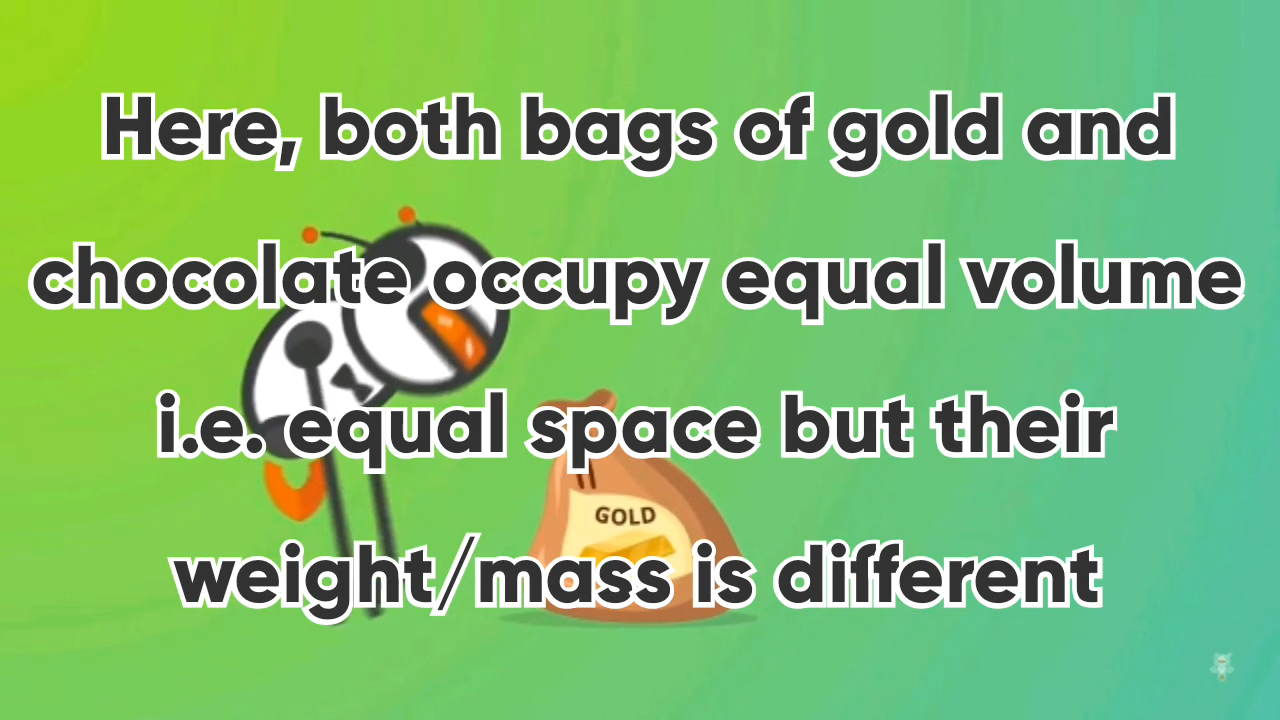 Here, both bags of gold and
chocolate occupy equal volume
i.e. equal space but their
GOLD
weight/mass is different